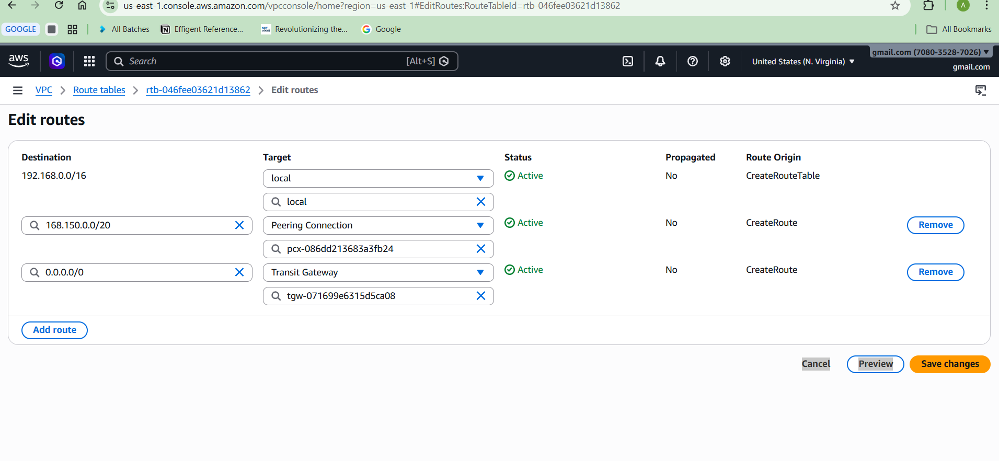 us-east-1.console.aws.amazon.com/vpcconsole/home?region=us-east-1#EditRoutes:RouteTableId=rtb-046fee03621d13862
A
GOOGLE
All Batches
Effigent Reference...
Revolutionizing the...
Google
All Bookmarks
aws
Search
[Alt+S]
United States (N. Virginia)
gmail.com (7080-3528-7026)
gmail.com
VPC
Route tables
rtb-046fee03621d13862
Edit routes
Edit routes
Destination Target Status Propagated Route Origin
192.168.0.0/16 local Active No CreateRouteTable
local
168.150.0.0/20 Peering Connection Active No CreateRoute Remove
pcx-086dd213683a3fb24
0.0.0.0/0 Transit Gateway Active No CreateRoute Remove
tgw-071699e6315d5ca08
Add route
Cancel Preview Save changes